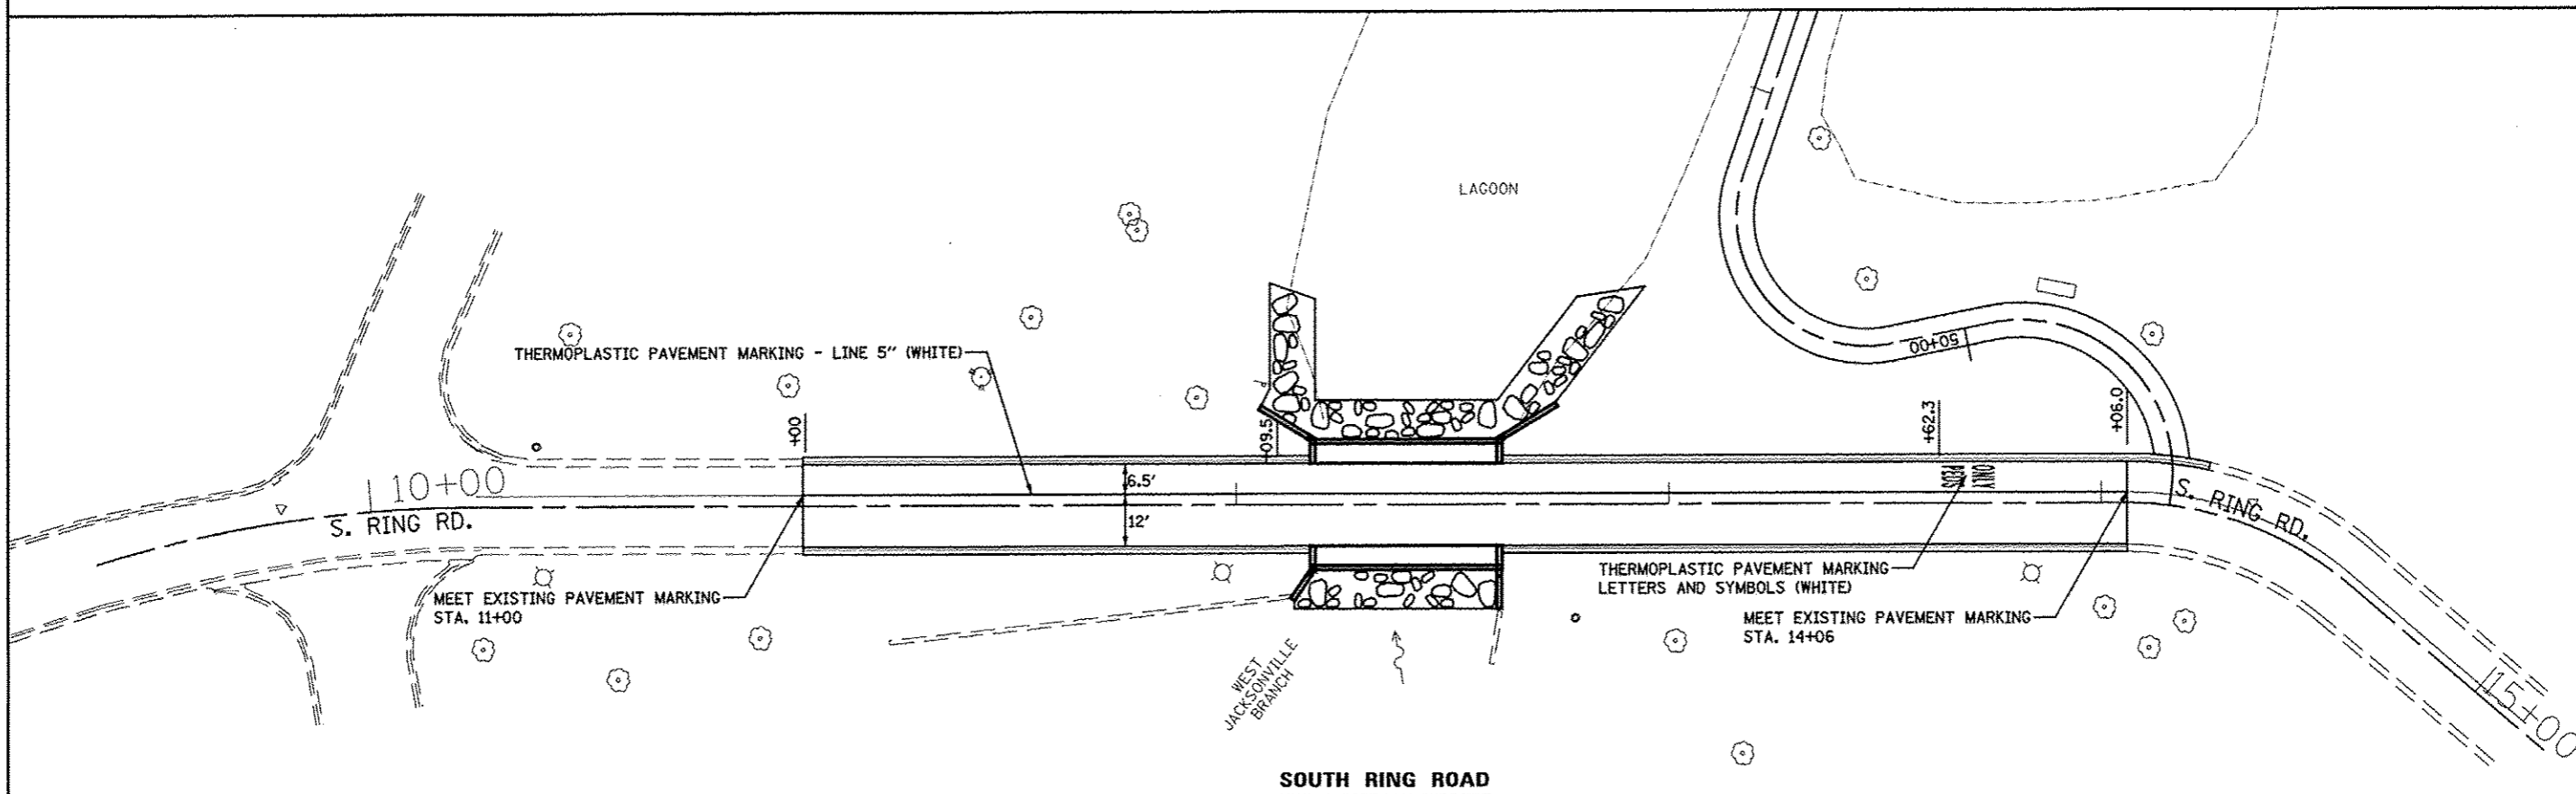 LAGOON
THERMOPLASTIC PAVEMENT MARKING - LINE 5" (WHITE)
50+00
+00
+09.5
+62.3
+06.0
10+00
S. RING RD.
6.5'
12'
ONLY
PEDS
S. RING RD.
MEET EXISTING PAVEMENT MARKING
STA. 11+00
THERMOPLASTIC PAVEMENT MARKING
LETTERS AND SYMBOLS (WHITE)
MEET EXISTING PAVEMENT MARKING
STA. 14+06
WEST
JACKSONVILLE
BRANCH
15+00
SOUTH RING ROAD